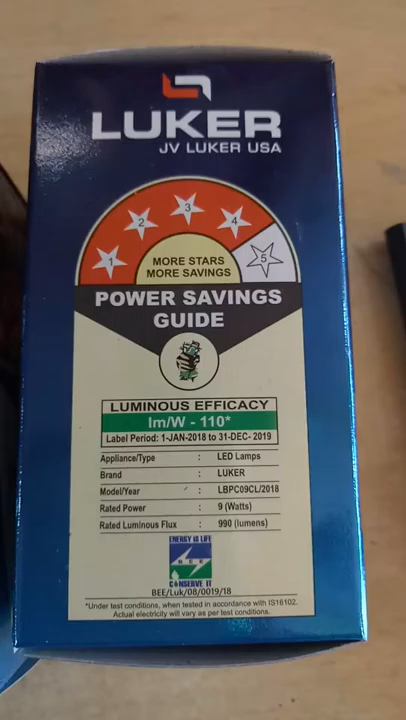 LUKER
JV LUKER USA
1 2 3 4 5
MORE STARS
MORE SAVINGS
POWER SAVINGS
GUIDE
LUMINOUS EFFICACY
lm/W - 110*
Label Period: 1-JAN-2018 to 31-DEC- 2019
Appliance/Type : LED Lamps
Brand : LUKER
Model/Year : LBPC09CL/2018
Rated Power : 9 (Watts)
Rated Luminous Flux : 990 (lumens)
ENERGY IS LIFE
BEE
CONSERVE IT
BEE/Luk/08/0019/18
*Under test conditions, when tested in accordance with IS16102.
Actual electricity will vary as per test conditions.